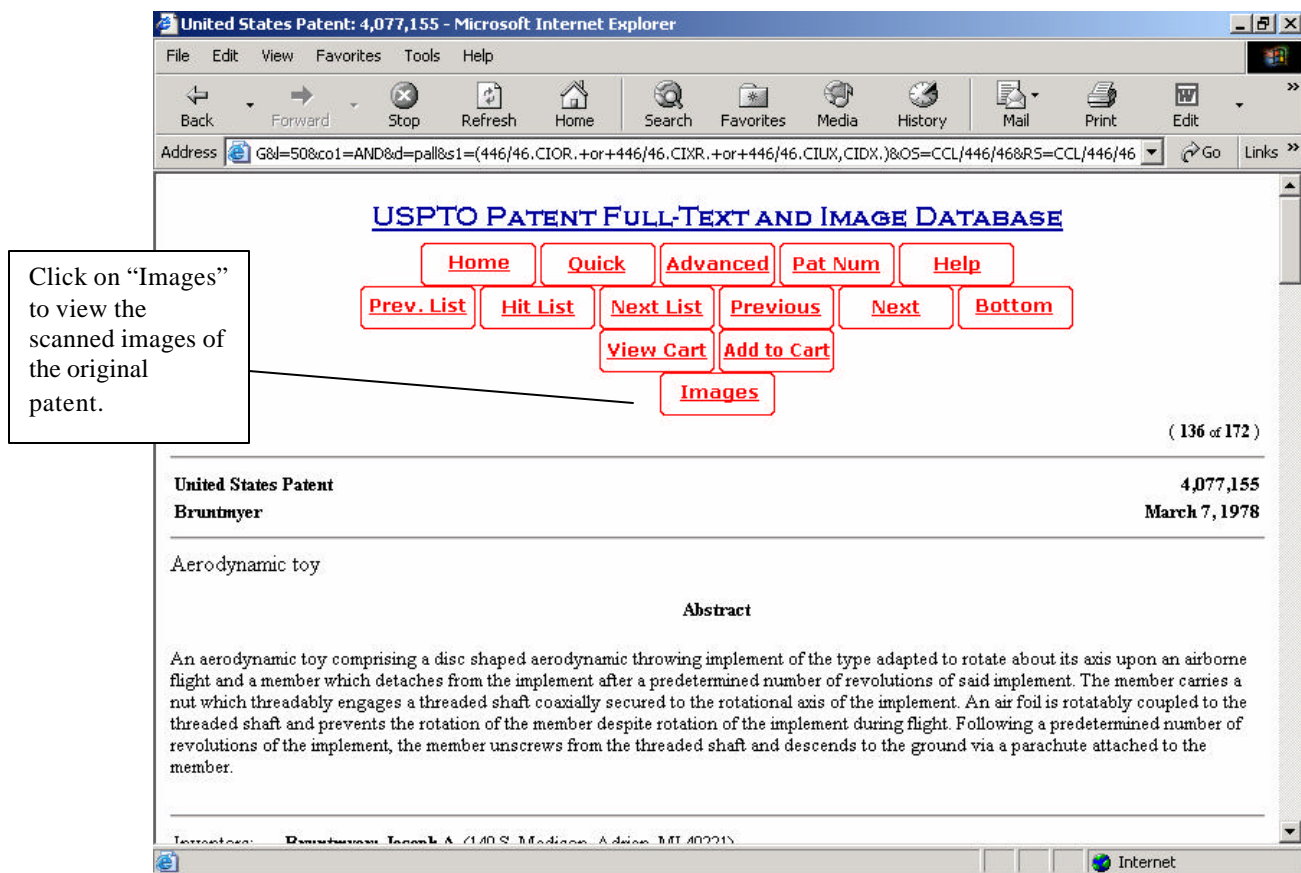 United States Patent: 4,077,155 - Microsoft Internet Explorer
File Edit View Favorites Tools Help
Back Forward Stop Refresh Home Search Favorites Media History Mail Print Edit »
Address G&l=50&co1=AND&d=pall&s1=(446/46.CIOR.+or+446/46.CIXR.+or+446/46.CIUX,CIDX.)&OS=CCL/446/46&RS=CCL/446/46 Go Links »
USPTO PATENT FULL-TEXT AND IMAGE DATABASE
Home Quick Advanced Pat Num Help
Prev. List Hit List Next List Previous Next Bottom
View Cart Add to Cart
Images
Click on “Images”
to view the
scanned images of
the original
patent.
( 136 of 172 )
United States Patent 4,077,155
Bruntmyer March 7, 1978
Aerodynamic toy
Abstract
An aerodynamic toy comprising a disc shaped aerodynamic throwing implement of the type adapted to rotate about its axis upon an airborne
flight and a member which detaches from the implement after a predetermined number of revolutions of said implement. The member carries a
nut which threadably engages a threaded shaft coaxially secured to the rotational axis of the implement. An air foil is rotatably coupled to the
threaded shaft and prevents the rotation of the member despite rotation of the implement during flight. Following a predetermined number of
revolutions of the implement, the member unscrews from the threaded shaft and descends to the ground via a parachute attached to the
member.
Inventors: Bruntmyer; Joseph A. (140 S. Madison, Adrian, MI 49221)
Internet